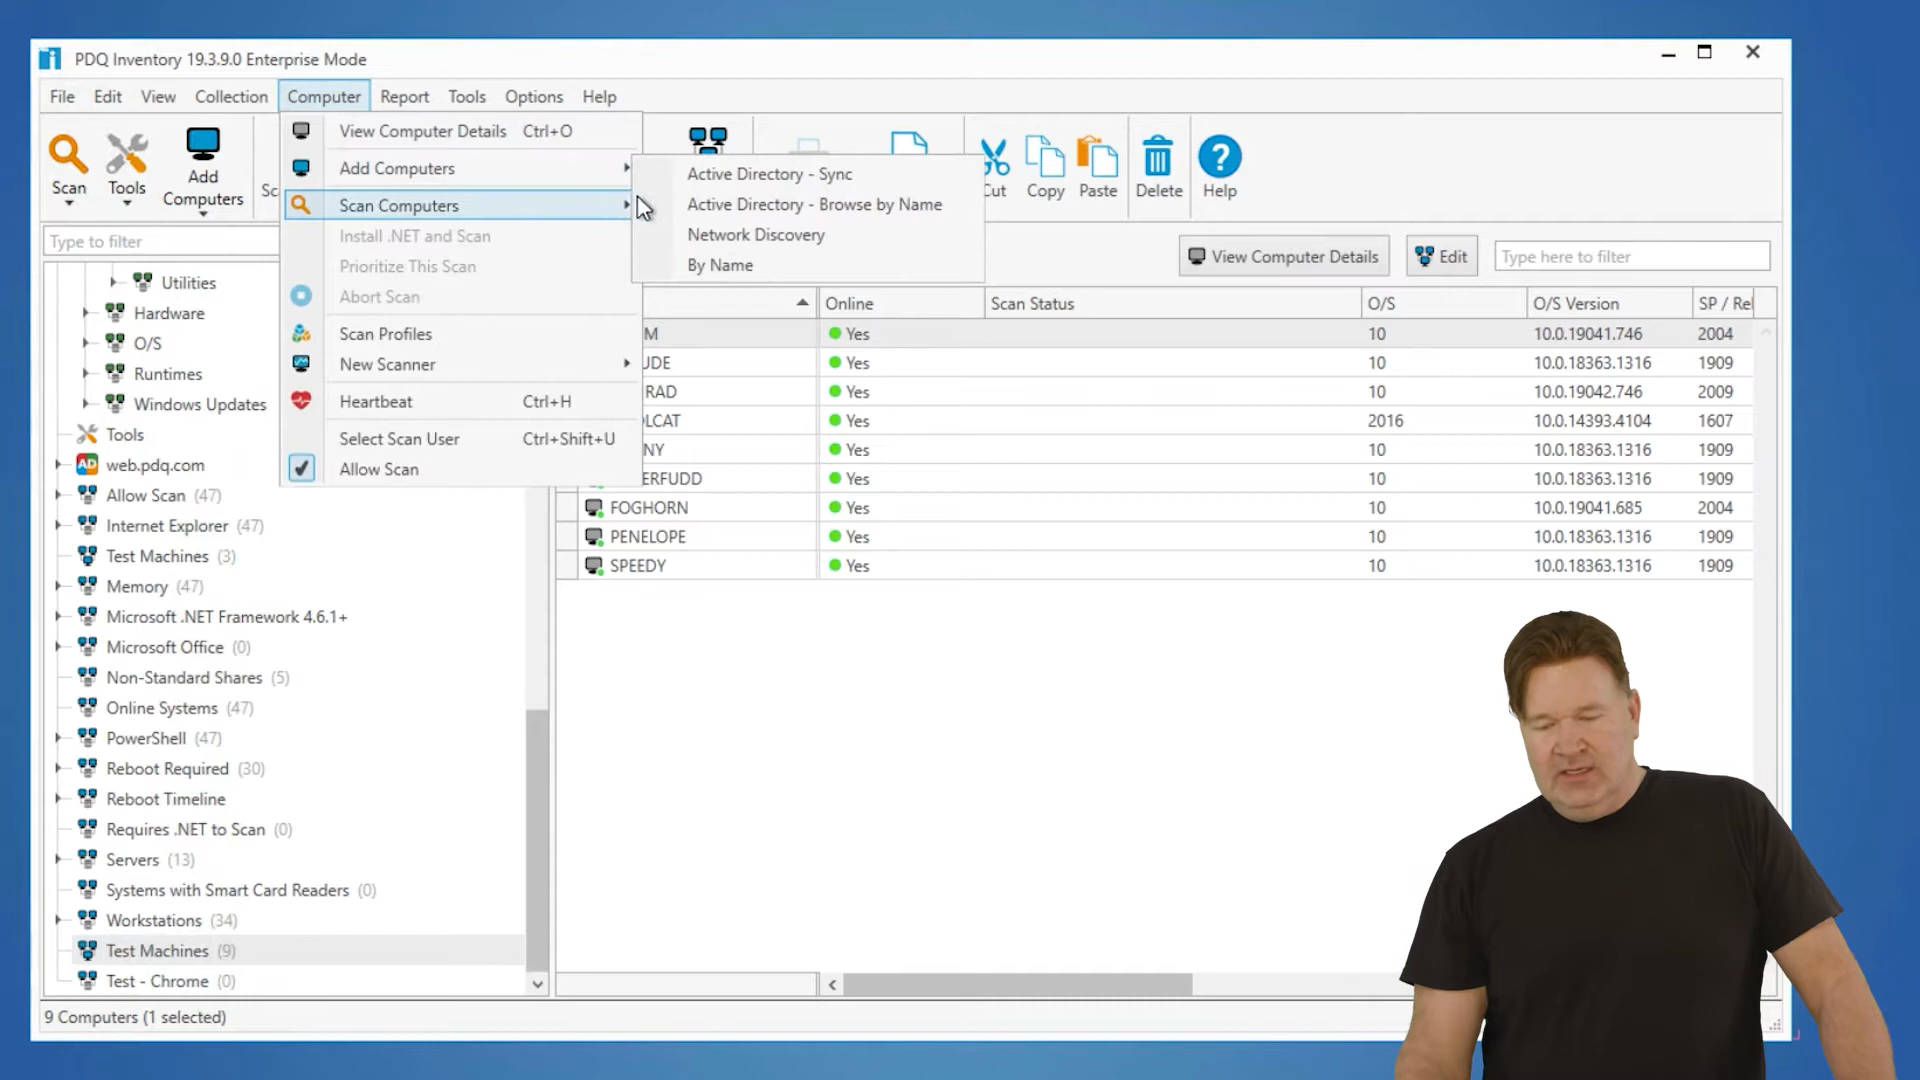 PDQ Inventory 19.3.9.0 Enterprise Mode
File Edit View Collection Computer Report Tools Options Help
Scan
Tools
Add
Computers
Sc
Cut
Copy
Paste
Delete
Help
View Computer Details Ctrl+O
Add Computers
Scan Computers
Install .NET and Scan
Prioritize This Scan
Abort Scan
Scan Profiles
New Scanner
Heartbeat Ctrl+H
Select Scan User Ctrl+Shift+U
Allow Scan
Active Directory - Sync
Active Directory - Browse by Name
Network Discovery
By Name
Type to filter
Utilities
Hardware
O/S
Runtimes
Windows Updates
Tools
AD web.pdq.com
Allow Scan (47)
Internet Explorer (47)
Test Machines (3)
Memory (47)
Microsoft .NET Framework 4.6.1+
Microsoft Office (0)
Non-Standard Shares (5)
Online Systems (47)
PowerShell (47)
Reboot Required (30)
Reboot Timeline
Requires .NET to Scan (0)
Servers (13)
Systems with Smart Card Readers (0)
Workstations (34)
Test Machines (9)
Test - Chrome (0)
View Computer Details
Edit
Type here to filter
Online Scan Status O/S O/S Version SP / Rel
M Yes 10 10.0.19041.746 2004
UDE Yes 10 10.0.18363.1316 1909
RAD Yes 10 10.0.19042.746 2009
LCAT Yes 2016 10.0.14393.4104 1607
NY Yes 10 10.0.18363.1316 1909
ERFUDD Yes 10 10.0.18363.1316 1909
FOGHORN Yes 10 10.0.19041.685 2004
PENELOPE Yes 10 10.0.18363.1316 1909
SPEEDY Yes 10 10.0.18363.1316 1909
9 Computers (1 selected)